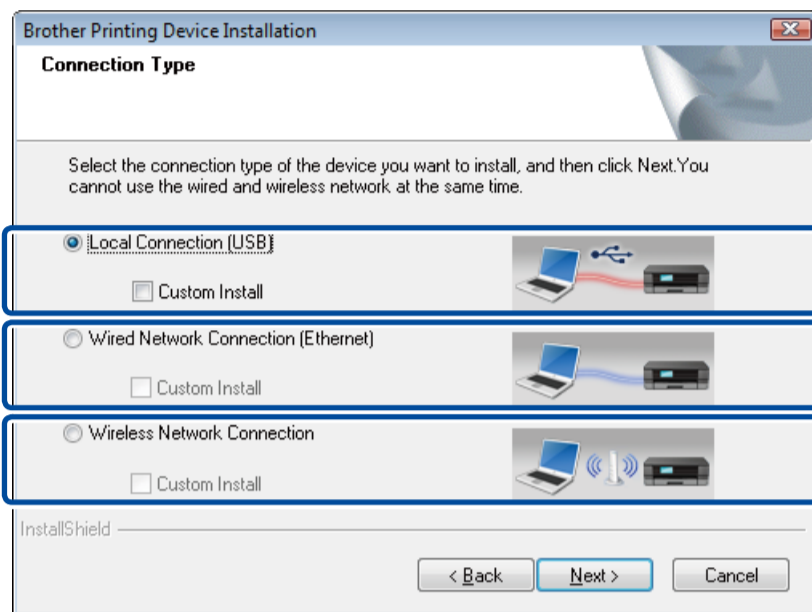 Brother Printing Device Installation
Connection Type
Select the connection type of the device you want to install, and then click Next.You
cannot use the wired and wireless network at the same time.
Local Connection (USB)
Custom Install
Wired Network Connection (Ethernet)
Custom Install
Wireless Network Connection
Custom Install
InstallShield
< Back
Next >
Cancel